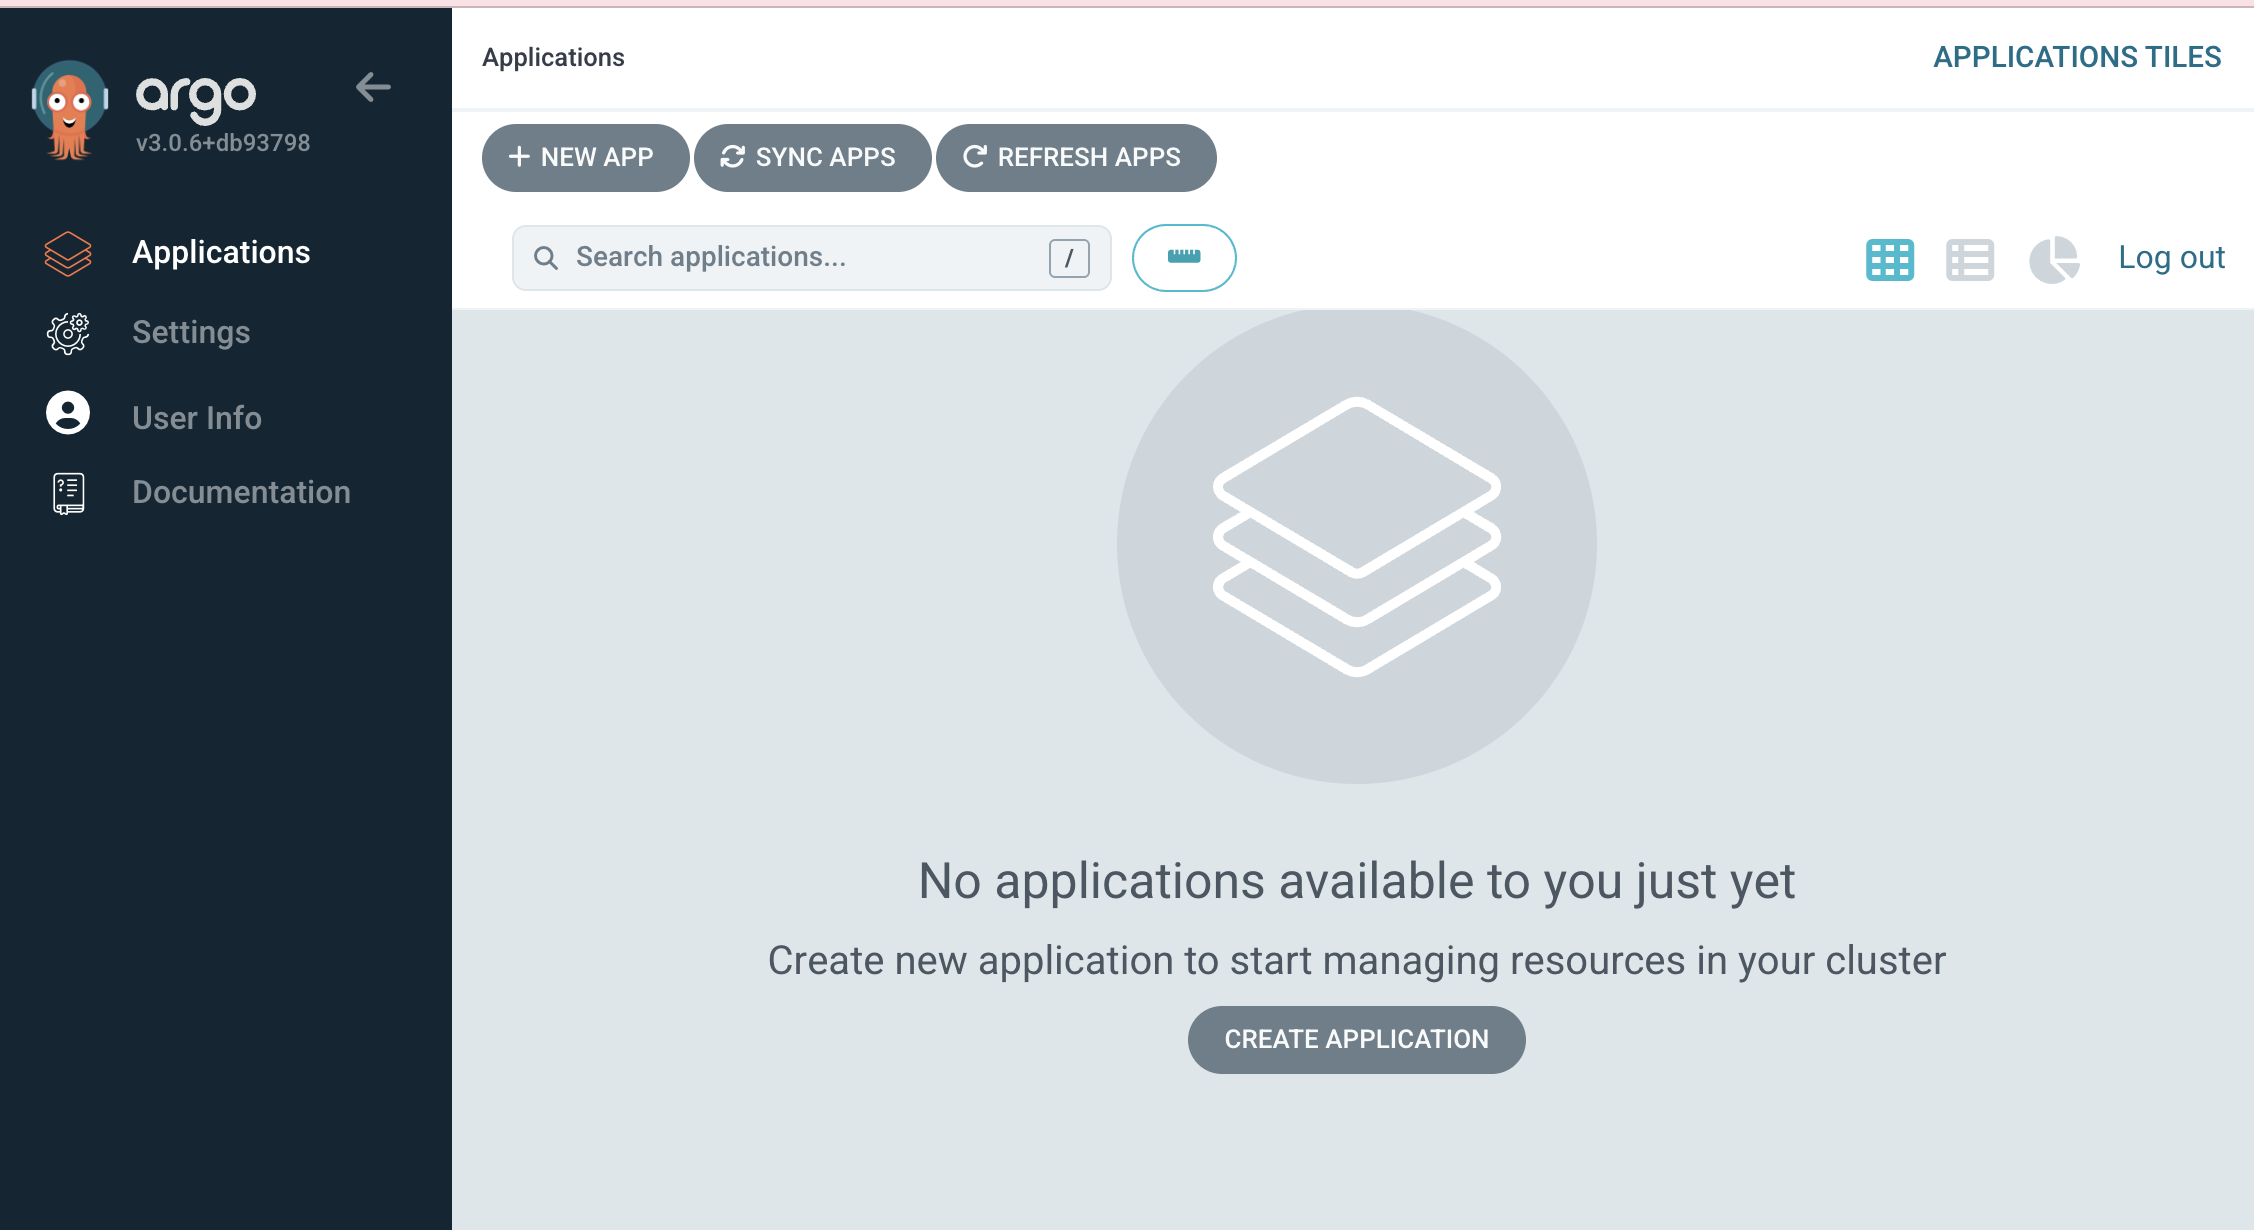 argo
v3.0.6+db93798
Applications
Settings
User Info
Documentation
Applications
APPLICATIONS TILES
+ NEW APP
SYNC APPS
REFRESH APPS
Search applications...
/
Log out
No applications available to you just yet
Create new application to start managing resources in your cluster
CREATE APPLICATION